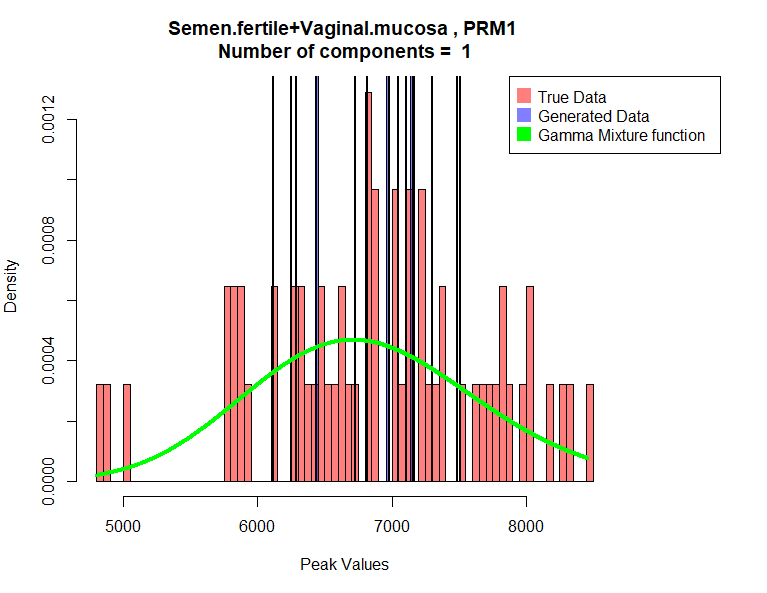 Semen.fertile+Vaginal.mucosa , PRM1
Number of components =  1
True Data
Generated Data
Gamma Mixture function
Density
0.0012
0.0008
0.0004
0.0000
5000
6000
7000
8000
Peak Values